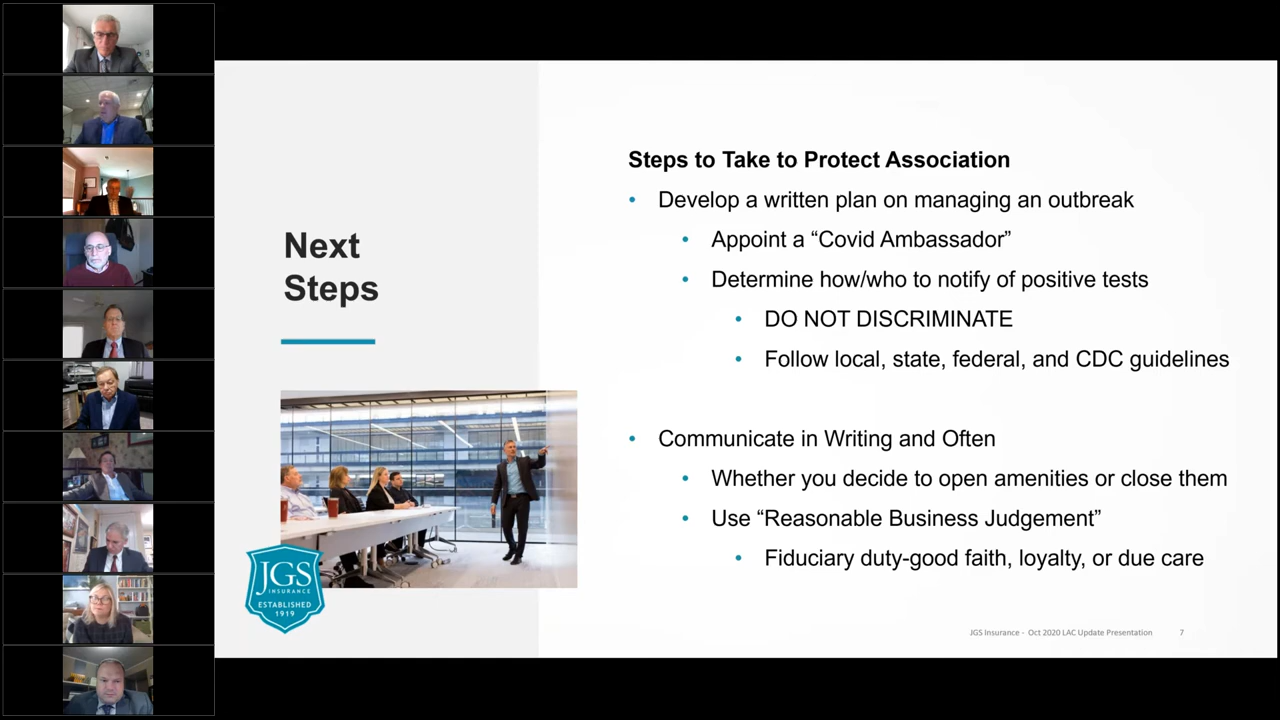 Next
Steps
JGS
INSURANCE
ESTABLISHED
1919
Steps to Take to Protect Association
• Develop a written plan on managing an outbreak
• Appoint a “Covid Ambassador”
• Determine how/who to notify of positive tests
• DO NOT DISCRIMINATE
• Follow local, state, federal, and CDC guidelines
• Communicate in Writing and Often
• Whether you decide to open amenities or close them
• Use “Reasonable Business Judgement”
• Fiduciary duty-good faith, loyalty, or due care
JGS Insurance - Oct 2020 LAC Update Presentation 7